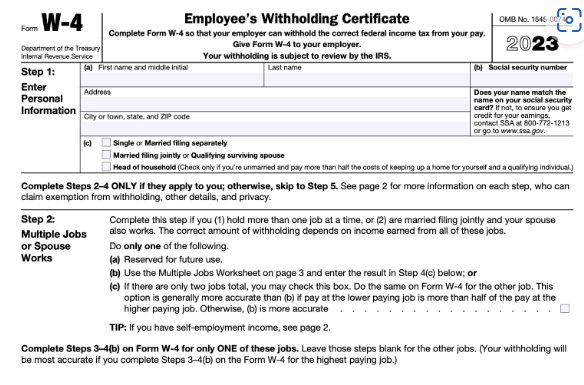 Form W-4
Department of the Treasury
Internal Revenue Service
Employee's Withholding Certificate
Complete Form W-4 so that your employer can withhold the correct federal income tax from your pay.
Give Form W-4 to your employer.
Your withholding is subject to review by the IRS.
OMB No. 1545-0074
2023
Step 1:
Enter
Personal
Information
(a) First name and middle initial
Last name
(b) Social security number
Address
City or town, state, and ZIP code
Does your name match the
name on your social security
card? If not, to ensure you get
credit for your earnings,
contact SSA at 800-772-1213
or go to www.ssa.gov.
(c) Single or Married filing separately
Married filing jointly or Qualifying surviving spouse
Head of household (Check only if you're unmarried and pay more than half the costs of keeping up a home for yourself and a qualifying individual.)
Complete Steps 2–4 ONLY if they apply to you; otherwise, skip to Step 5. See page 2 for more information on each step, who can
claim exemption from withholding, other details, and privacy.
Step 2:
Multiple Jobs
or Spouse
Works
Complete this step if you (1) hold more than one job at a time, or (2) are married filing jointly and your spouse
also works. The correct amount of withholding depends on income earned from all of these jobs.
Do only one of the following.
(a) Reserved for future use.
(b) Use the Multiple Jobs Worksheet on page 3 and enter the result in Step 4(c) below; or
(c) If there are only two jobs total, you may check this box. Do the same on Form W-4 for the other job. This
option is generally more accurate than (b) if pay at the lower paying job is more than half of the pay at the
higher paying job. Otherwise, (b) is more accurate . . . . . . . . . . . . . . . . . .
TIP: If you have self-employment income, see page 2.
Complete Steps 3–4(b) on Form W-4 for only ONE of these jobs. Leave those steps blank for the other jobs. (Your withholding will
be most accurate if you complete Steps 3–4(b) on the Form W-4 for the highest paying job.)